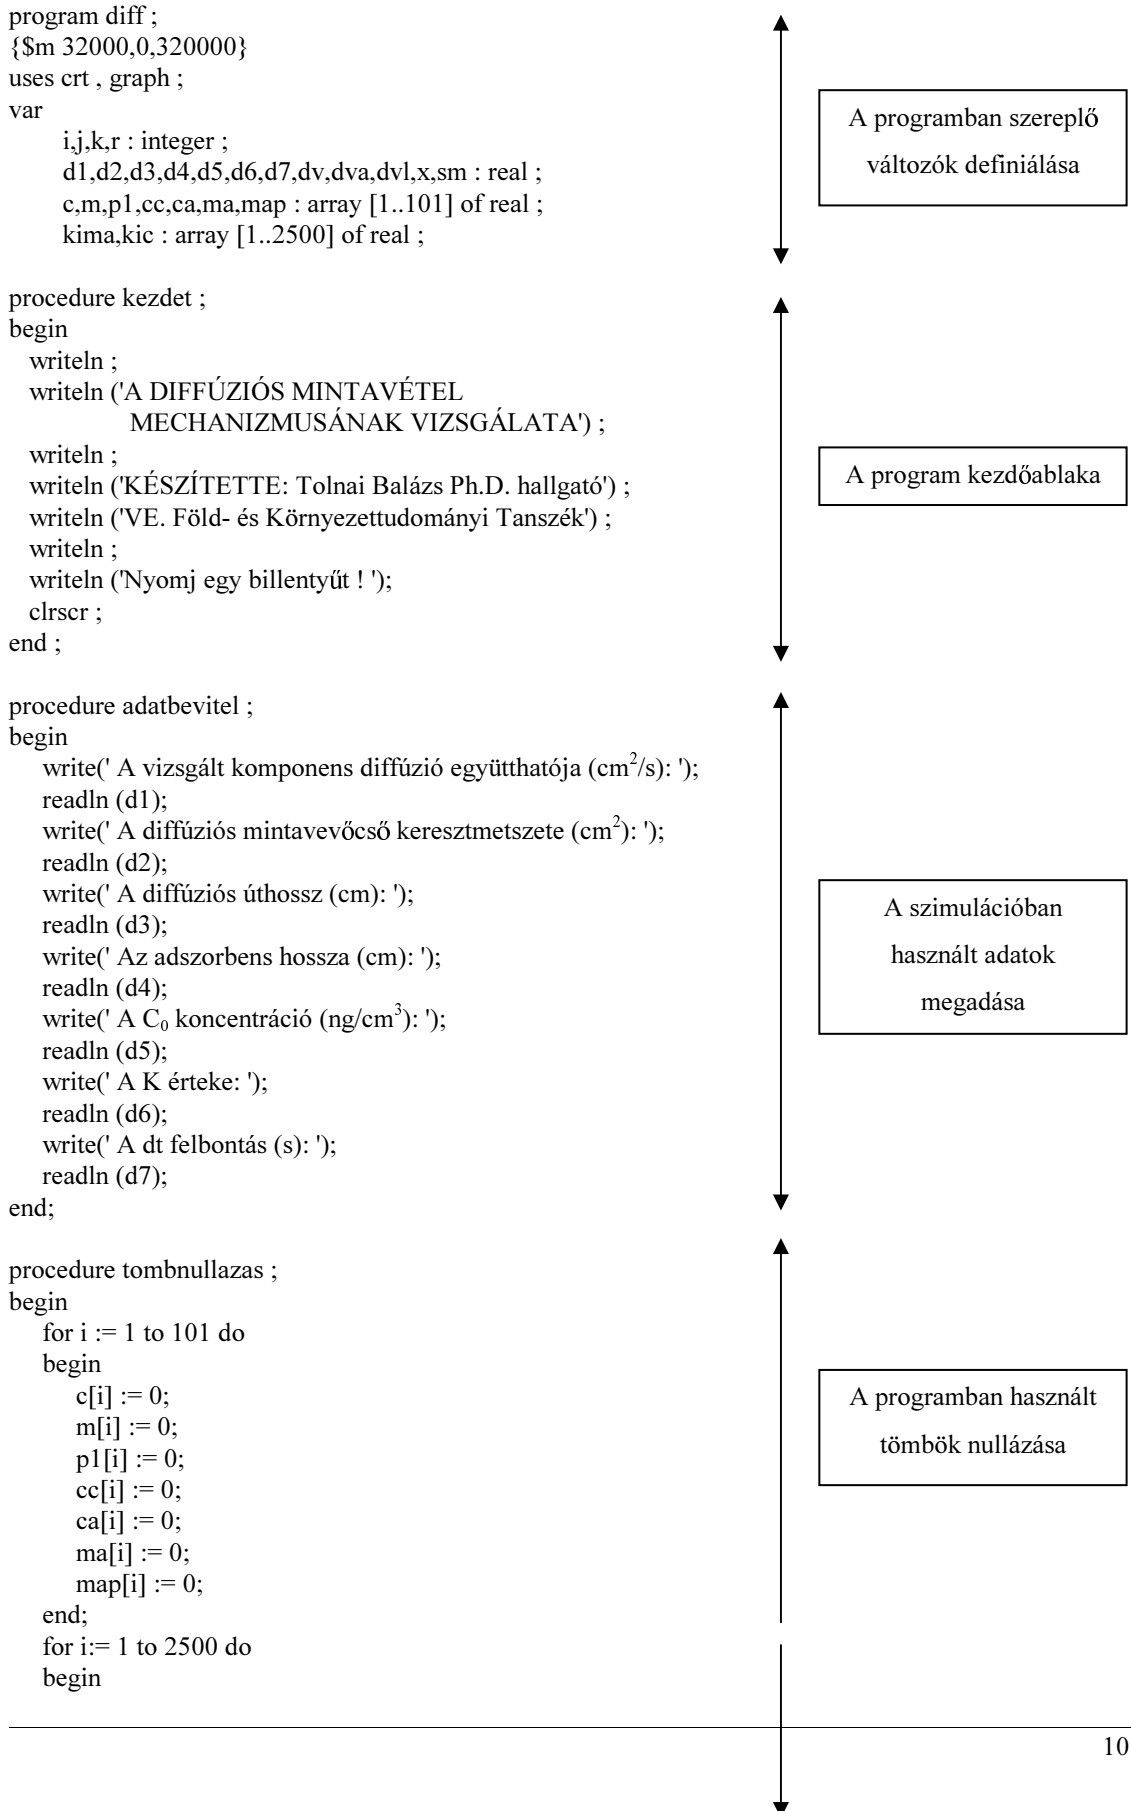 program diff ;
{$m 32000,0,320000}
uses crt , graph ;
var
i,j,k,r : integer ;
d1,d2,d3,d4,d5,d6,d7,dv,dva,dvl,x,sm : real ;
c,m,p1,cc,ca,ma,map : array [1..101] of real ;
kima,kic : array [1..2500] of real ;
A programban szereplő
változók definiálása
procedure kezdet ;
begin
writeln ;
writeln ('A DIFFÚZIÓS MINTAVÉTEL
MECHANIZMUSÁNAK VIZSGÁLATA') ;
writeln ;
writeln ('KÉSZÍTETTE: Tolnai Balázs Ph.D. hallgató') ;
writeln ('VE. Föld- és Környezettudományi Tanszék') ;
writeln ;
writeln ('Nyomj egy billentyűt ! ');
clrscr ;
end ;
A program kezdőablaka
procedure adatbevitel ;
begin
write(' A vizsgált komponens diffúzió együtthatója (cm²/s): ');
readln (d1);
write(' A diffúziós mintavevőcső keresztmetszete (cm²): ');
readln (d2);
write(' A diffúziós úthossz (cm): ');
readln (d3);
write(' Az adszorbens hossza (cm): ');
readln (d4);
write(' A C₀ koncentráció (ng/cm³): ');
readln (d5);
write(' A K érteke: ');
readln (d6);
write(' A dt felbontás (s): ');
readln (d7);
end;
A szimulációban
használt adatok
megadása
procedure tombnullazas ;
begin
for i := 1 to 101 do
begin
c[i] := 0;
m[i] := 0;
p1[i] := 0;
cc[i] := 0;
ca[i] := 0;
ma[i] := 0;
map[i] := 0;
end;
for i:= 1 to 2500 do
begin
A programban használt
tömbök nullázása
10